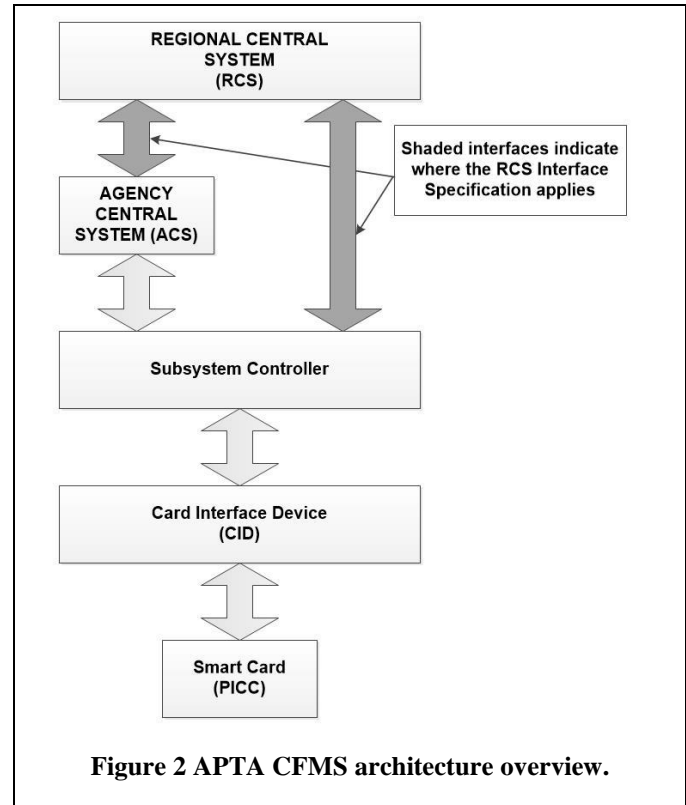 REGIONAL CENTRAL
SYSTEM
(RCS)
Shaded interfaces indicate
where the RCS Interface
Specification applies
AGENCY
CENTRAL
SYSTEM (ACS)
Subsystem Controller
Card Interface Device
(CID)
Smart Card
(PICC)
Figure 2 APTA CFMS architecture overview.